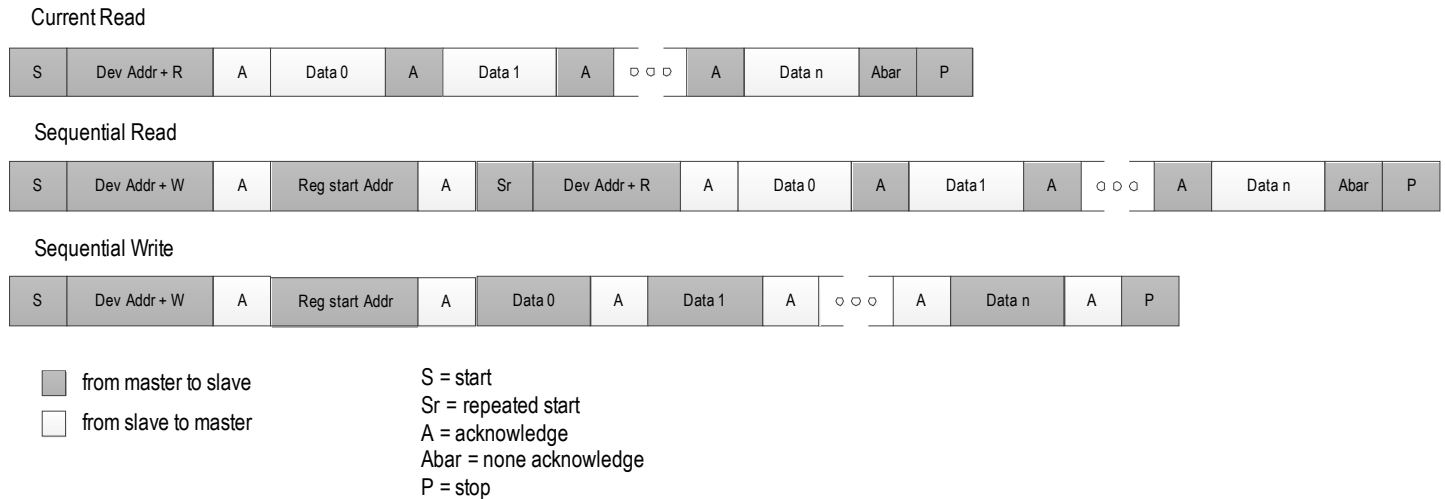 Current Read
S Dev Addr + R A Data 0 A Data 1 A A Data n Abar P
Sequential Read
S Dev Addr + W A Reg start Addr A Sr Dev Addr + R A Data 0 A Data1 A A Data n Abar P
Sequential Write
S Dev Addr + W A Reg start Addr A Data 0 A Data 1 A A Data n A P
from master to slave
from slave to master
S = start
Sr = repeated start
A = acknowledge
Abar = none acknowledge
P = stop